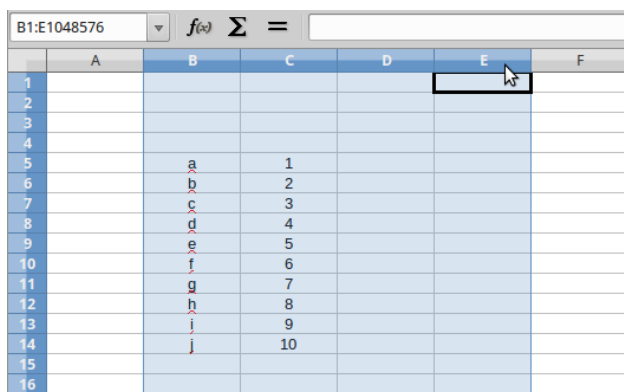 B1:E1048576 f(x) Σ =
A B C D E F
1
2
3
4
5 a 1
6 b 2
7 c 3
8 d 4
9 e 5
10 f 6
11 g 7
12 h 8
13 i 9
14 j 10
15
16